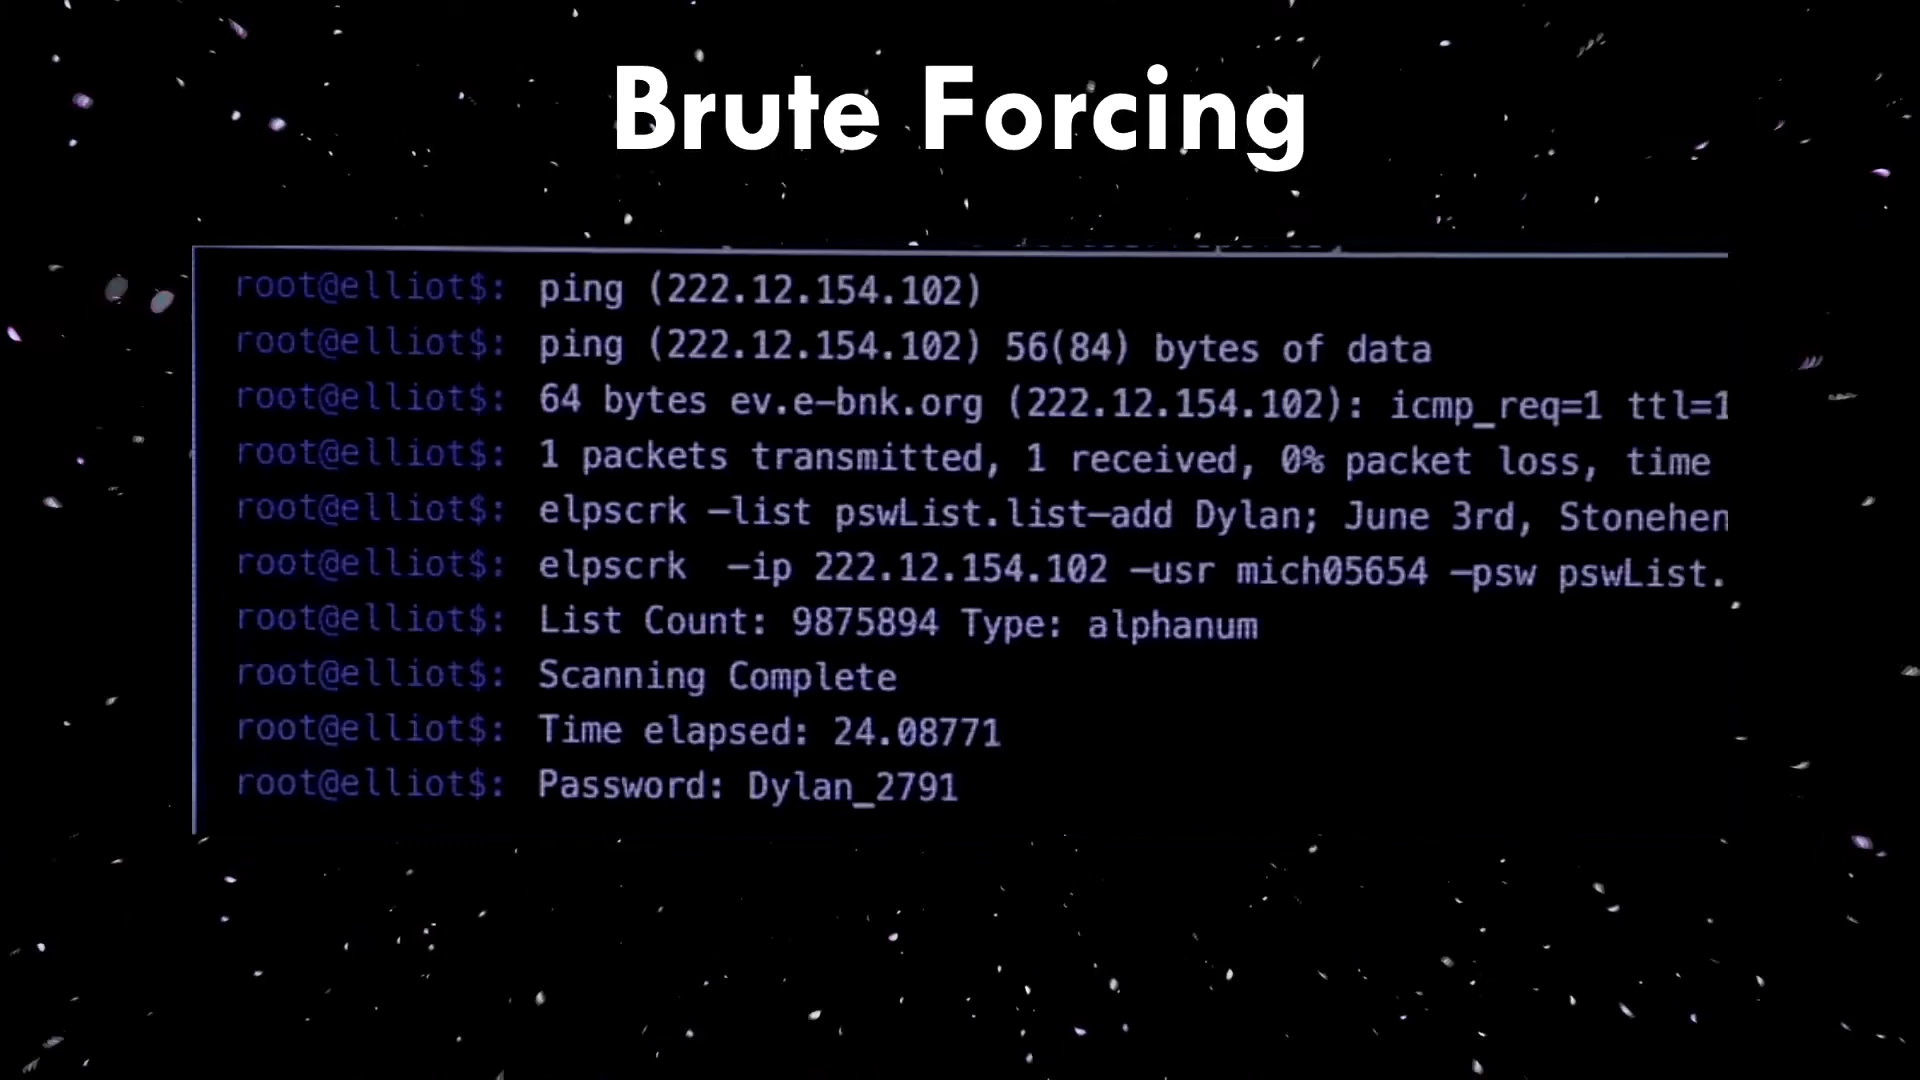 Brute Forcing
root@elliot$: ping (222.12.154.102)
root@elliot$: ping (222.12.154.102) 56(84) bytes of data
root@elliot$: 64 bytes ev.e-bnk.org (222.12.154.102): icmp_req=1 ttl=1
root@elliot$: 1 packets transmitted, 1 received, 0% packet loss, time
root@elliot$: elpscrk -list pswList.list-add Dylan; June 3rd, Stonehen
root@elliot$: elpscrk -ip 222.12.154.102 -usr mich05654 -psw pswList.
root@elliot$: List Count: 9875894 Type: alphanum
root@elliot$: Scanning Complete
root@elliot$: Time elapsed: 24.08771
root@elliot$: Password: Dylan_2791